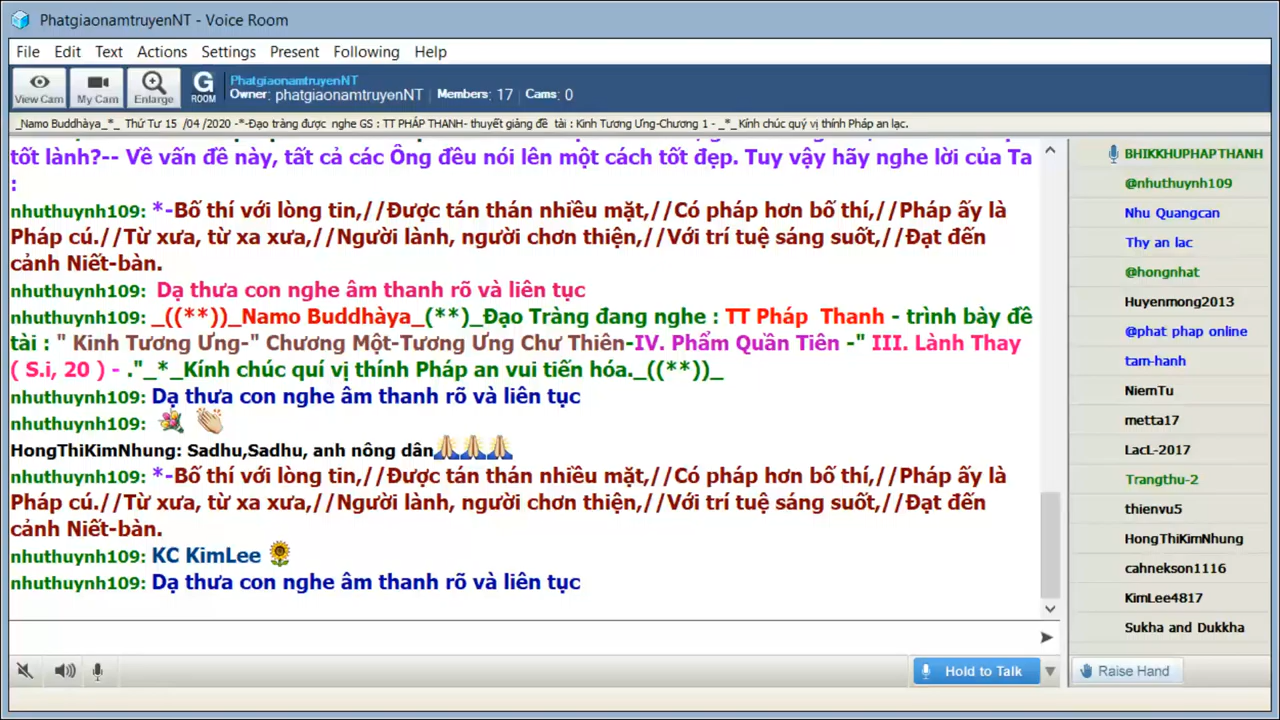 PhatgiaonamtruyenNT - Voice Room
File Edit Text Actions Settings Present Following Help
View Cam My Cam Enlarge G ROOM
PhatgiaonamtruyenNT
Owner: phatgiaonamtruyenNT Members: 17 Cams: 0
_Namo Buddhàya_*_ Thứ Tư 15 /04 /2020 -*-Đạo tràng được nghe GS : TT PHÁP THANH- thuyết giảng đề tài : Kinh Tương Ưng-Chương 1 - _*_ Kính chúc quý vị thính Pháp an lạc.
tốt lành?-- Về vấn đề này, tất cả các Ông đều nói lên một cách tốt đẹp. Tuy vậy hãy nghe lời của Ta
:
nhuthuynh109: *-Bố thí với lòng tin,//Được tán thán nhiều mặt,//Có pháp hơn bố thí,//Pháp ấy là
Pháp cú.//Từ xưa, từ xa xưa,//Người lành, người chơn thiện,//Với trí tuệ sáng suốt,//Đạt đến
cảnh Niết-bàn.
nhuthuynh109: Dạ thưa con nghe âm thanh rõ và liên tục
nhuthuynh109: _((**))_Namo Buddhàya_(**)_Đạo Tràng đang nghe : TT Pháp Thanh - trình bày đề
tài : " Kinh Tương Ưng-" Chương Một-Tương Ưng Chư Thiên-IV. Phẩm Quần Tiên -" III. Lành Thay
( S.i, 20 ) - ."_*_Kính chúc quí vị thính Pháp an vui tiến hóa._((**))_
nhuthuynh109: Dạ thưa con nghe âm thanh rõ và liên tục
nhuthuynh109: 💐 👏
HongThiKimNhung: Sadhu,Sadhu, anh nông dân🙏🙏🙏
nhuthuynh109: *-Bố thí với lòng tin,//Được tán thán nhiều mặt,//Có pháp hơn bố thí,//Pháp ấy là
Pháp cú.//Từ xưa, từ xa xưa,//Người lành, người chơn thiện,//Với trí tuệ sáng suốt,//Đạt đến
cảnh Niết-bàn.
nhuthuynh109: KC KimLee 🌻
nhuthuynh109: Dạ thưa con nghe âm thanh rõ và liên tục
BHIKKHUPHAPTHANH
@nhuthuynh109
Nhu Quangcan
Thy an lac
@hongnhat
Huyenmong2013
@phat phap online
tam-hanh
NiemTu
metta17
LacL-2017
Trangthu-2
thienvu5
HongThiKimNhung
cahnekson1116
KimLee4817
Sukha and Dukkha
Hold to Talk
Raise Hand